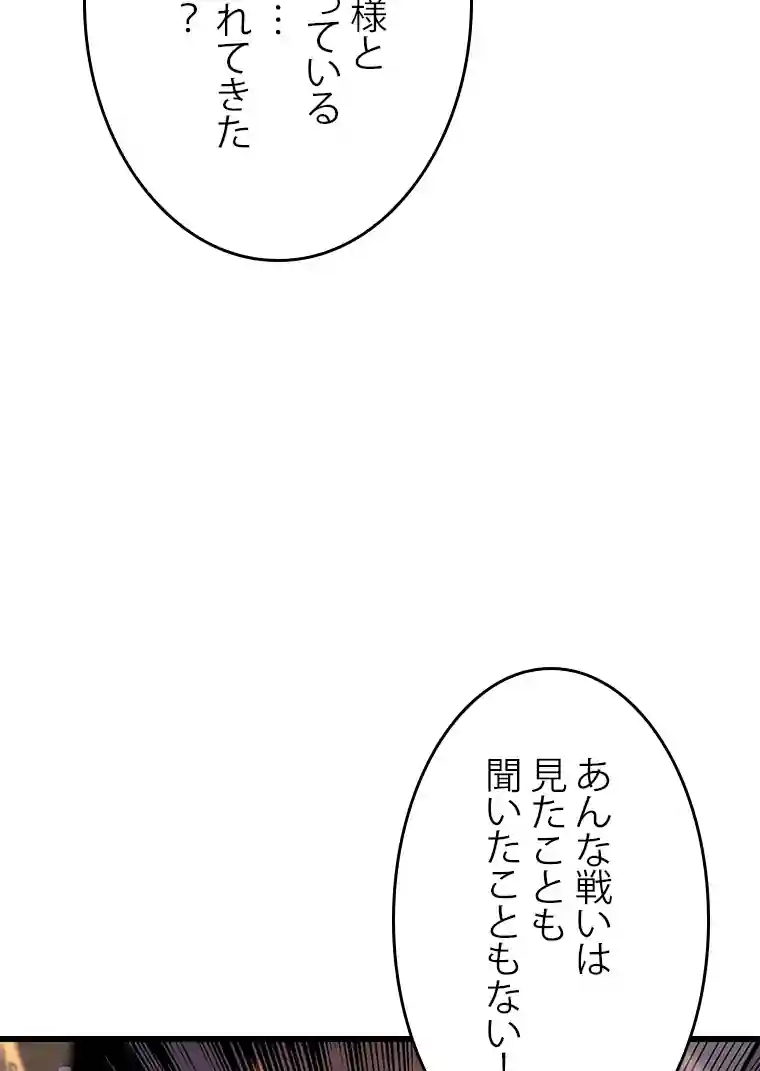 様と
っている
…
れてきた
？
あんな戦いは
見たことも
聞いたこともない！